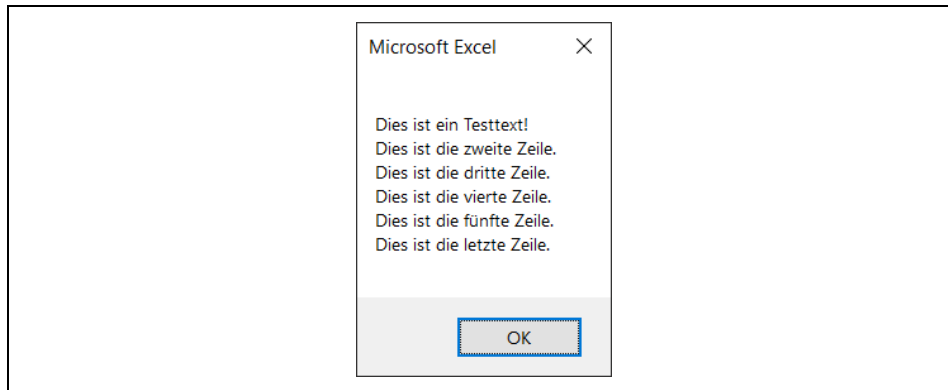 Microsoft Excel
Dies ist ein Testtext!
Dies ist die zweite Zeile.
Dies ist die dritte Zeile.
Dies ist die vierte Zeile.
Dies ist die fünfte Zeile.
Dies ist die letzte Zeile.
OK